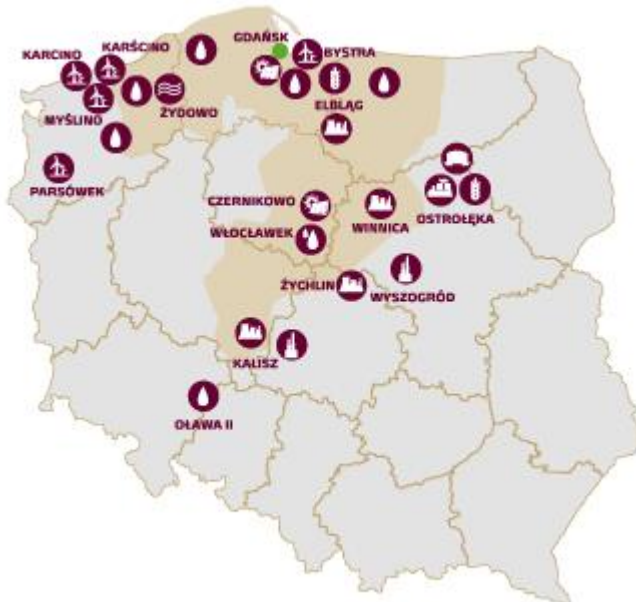 GDAŃSK
KARŚCINO
KARCINO
BYSTRA
ELBLĄG
ŻYDOWO
MYŚLINO
PARSÓWEK
CZERNIKOWO
WINNICA
OSTROŁĘKA
WŁOCŁAWEK
ŻYCHLIN
WYSZOGRÓD
KALISZ
OŁAWA II